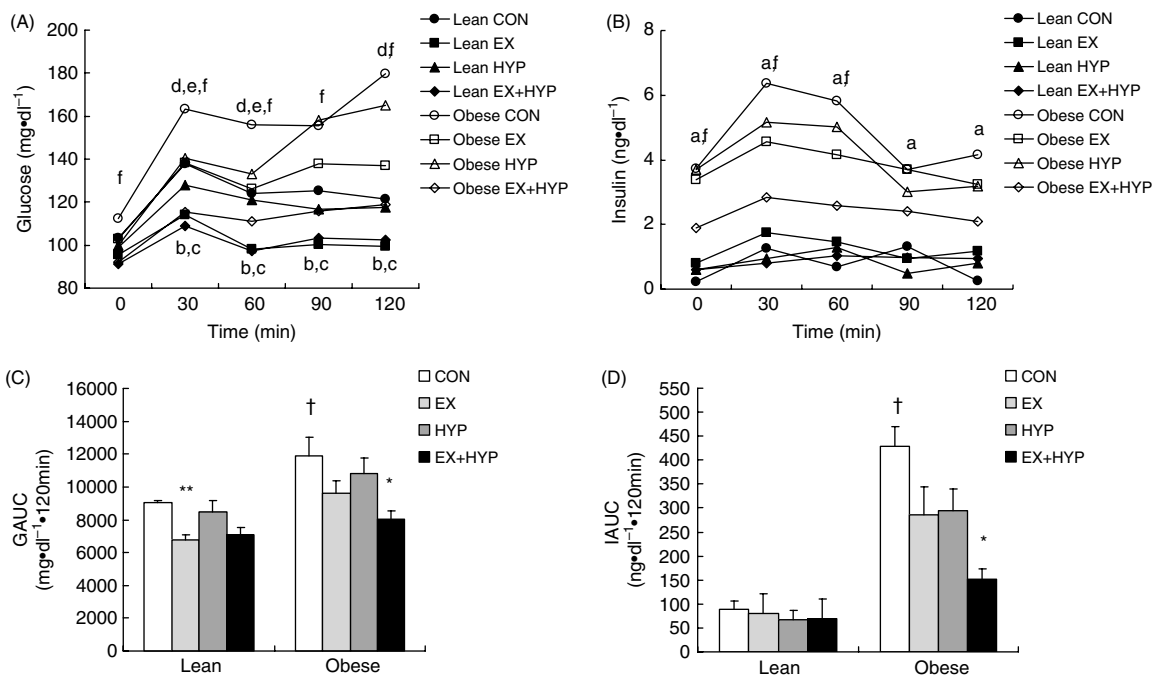 (A)
200
180
160
140
120
100
80
Glucose (mg•dl⁻¹)
f
d,e,f
d,e,f
f
d,f
b,c
b,c
b,c
b,c
0 30 60 90 120
Time (min)
Lean CON
Lean EX
Lean HYP
Lean EX+HYP
Obese CON
Obese EX
Obese HYP
Obese EX+HYP
(B)
8
6
4
2
0
Insulin (ng•dl⁻¹)
a,f
a,f
a,f
a
a
0 30 60 90 120
Time (min)
Lean CON
Lean EX
Lean HYP
Lean EX+HYP
Obese CON
Obese EX
Obese HYP
Obese EX+HYP
(C)
16000
14000
12000
10000
8000
6000
4000
2000
0
GAUC
(mg•dl⁻¹•120min)
**
†
*
Lean Obese
CON
EX
HYP
EX+HYP
(D)
550
500
450
400
350
300
250
200
150
100
50
0
IAUC
(ng•dl⁻¹•120min)
†
*
Lean Obese
CON
EX
HYP
EX+HYP